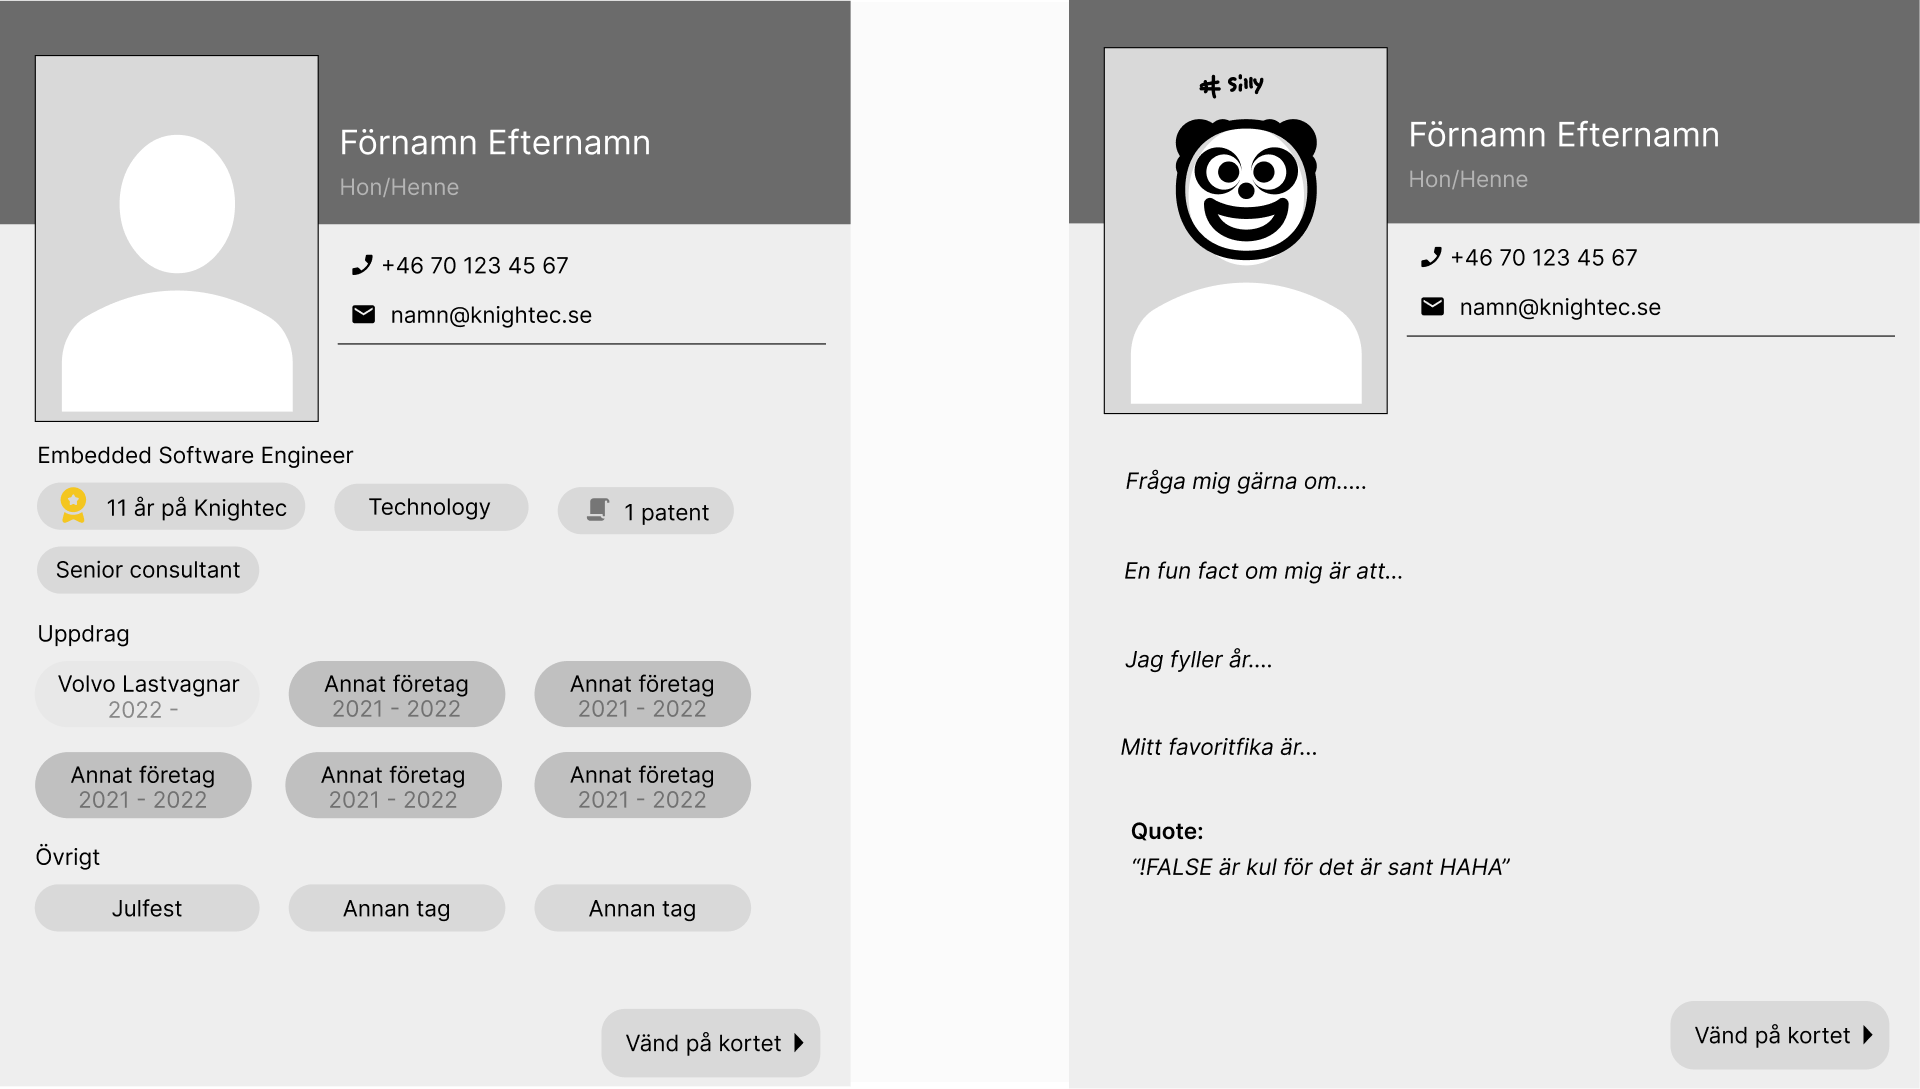 Förnamn Efternamn
Hon/Henne
+46 70 123 45 67
namn@knightec.se
Embedded Software Engineer
11 år på Knightec
Technology
1 patent
Senior consultant
Uppdrag
Volvo Lastvagnar
2022 -
Annat företag
2021 - 2022
Annat företag
2021 - 2022
Annat företag
2021 - 2022
Annat företag
2021 - 2022
Annat företag
2021 - 2022
Övrigt
Julfest
Annan tag
Annan tag
Vänd på kortet
# silly
Förnamn Efternamn
Hon/Henne
+46 70 123 45 67
namn@knightec.se
Fråga mig gärna om.....
En fun fact om mig är att...
Jag fyller år....
Mitt favoritfika är...
Quote:
“!FALSE är kul för det är sant HAHA”
Vänd på kortet